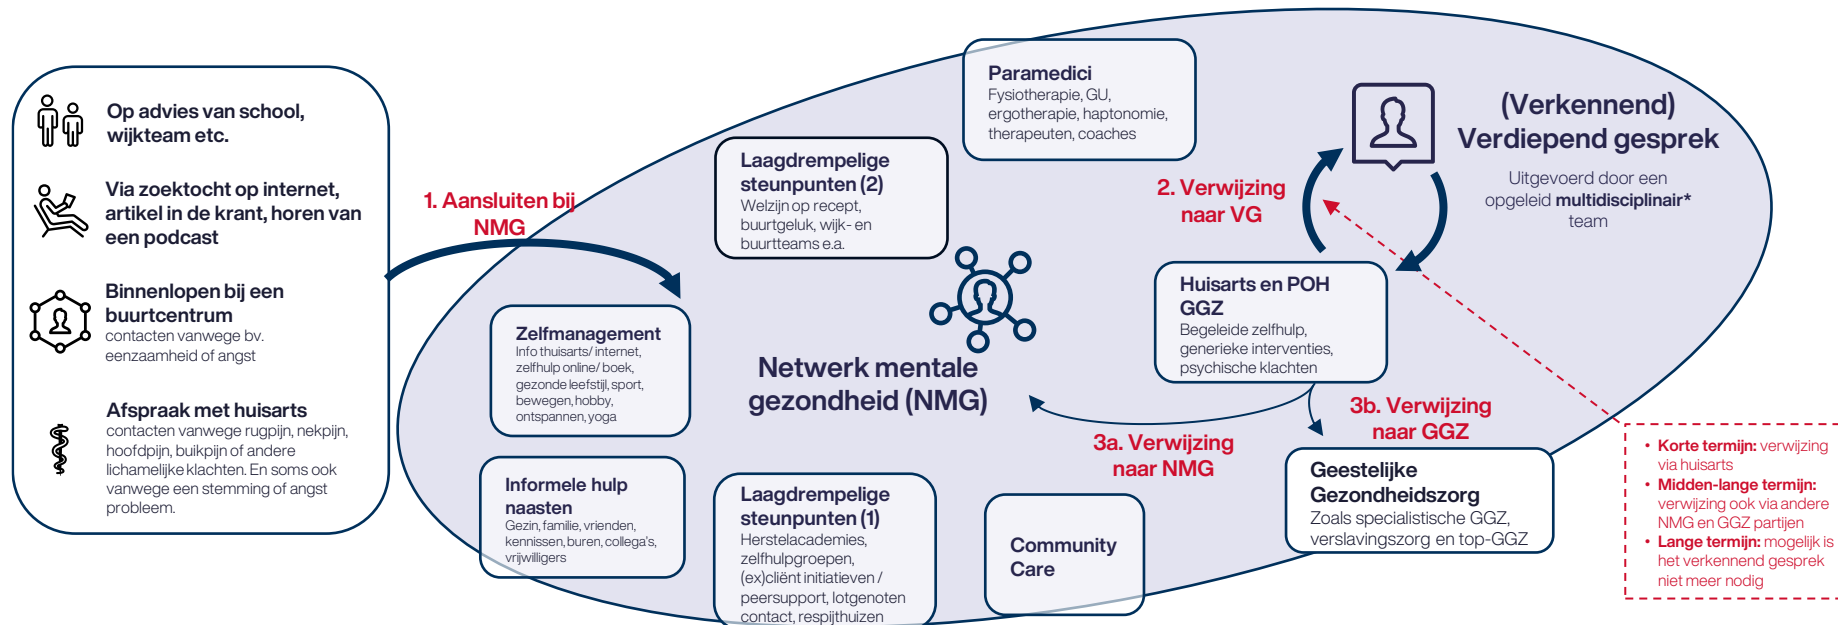 Op advies van school,
wijkteam etc.
Via zoektocht op internet,
artikel in de krant, horen van
een podcast
Binnenlopen bij een
buurtcentrum
contacten vanwege bv.
eenzaamheid of angst
Afspraak met huisarts
contacten vanwege rugpijn, nekpijn,
hoofdpijn, buikpijn of andere
lichamelijke klachten. En soms ook
vanwege een stemming of angst
probleem.
1. Aansluiten bij
NMG
Zelfmanagement
Info thuisarts/ internet,
zelfhulp online/ boek,
gezonde leefstijl, sport,
bewegen, hobby,
ontspannen, yoga
Informele hulp
naasten
Gezin, familie, vrienden,
kennissen, buren, collega's,
vrijwilligers
Laagdrempelige
steunpunten (2)
Welzijn op recept,
buurtgeluk, wijk- en
buurtteams e.a.
Netwerk mentale
gezondheid (NMG)
Laagdrempelige
steunpunten (1)
Herstelacademies,
zelfhulpgroepen,
(ex)cliënt initiatieven /
peersupport, lotgenoten
contact, respijthuizen
Paramedici
Fysiotherapie, GU,
ergotherapie, haptonomie,
therapeuten, coaches
Community
Care
2. Verwijzing
naar VG
(Verkennend)
Verdiepend gesprek
Uitgevoerd door een
opgeleid multidisciplinair*
team
Huisarts en POH
GGZ
Begeleide zelfhulp,
generieke interventies,
psychische klachten
3a. Verwijzing
naar NMG
3b. Verwijzing
naar GGZ
Geestelijke
Gezondheidszorg
Zoals specialistische GGZ,
verslavingszorg en top-GGZ
• Korte termijn: verwijzing
via huisarts
• Midden-lange termijn:
verwijzing ook via andere
NMG en GGZ partijen
• Lange termijn: mogelijk is
het verkennend gesprek
niet meer nodig